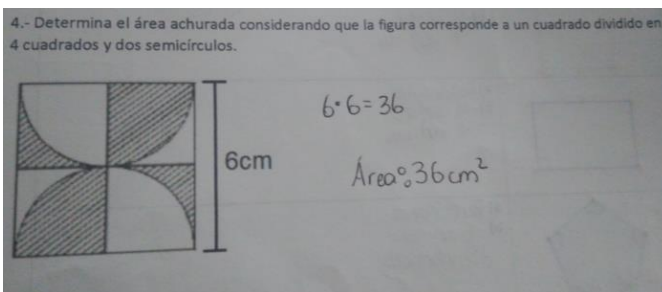 4.- Determina el área achurada considerando que la figura corresponde a un cuadrado dividido en
4 cuadrados y dos semicírculos.
6•6=36
6cm
Área: 36cm²